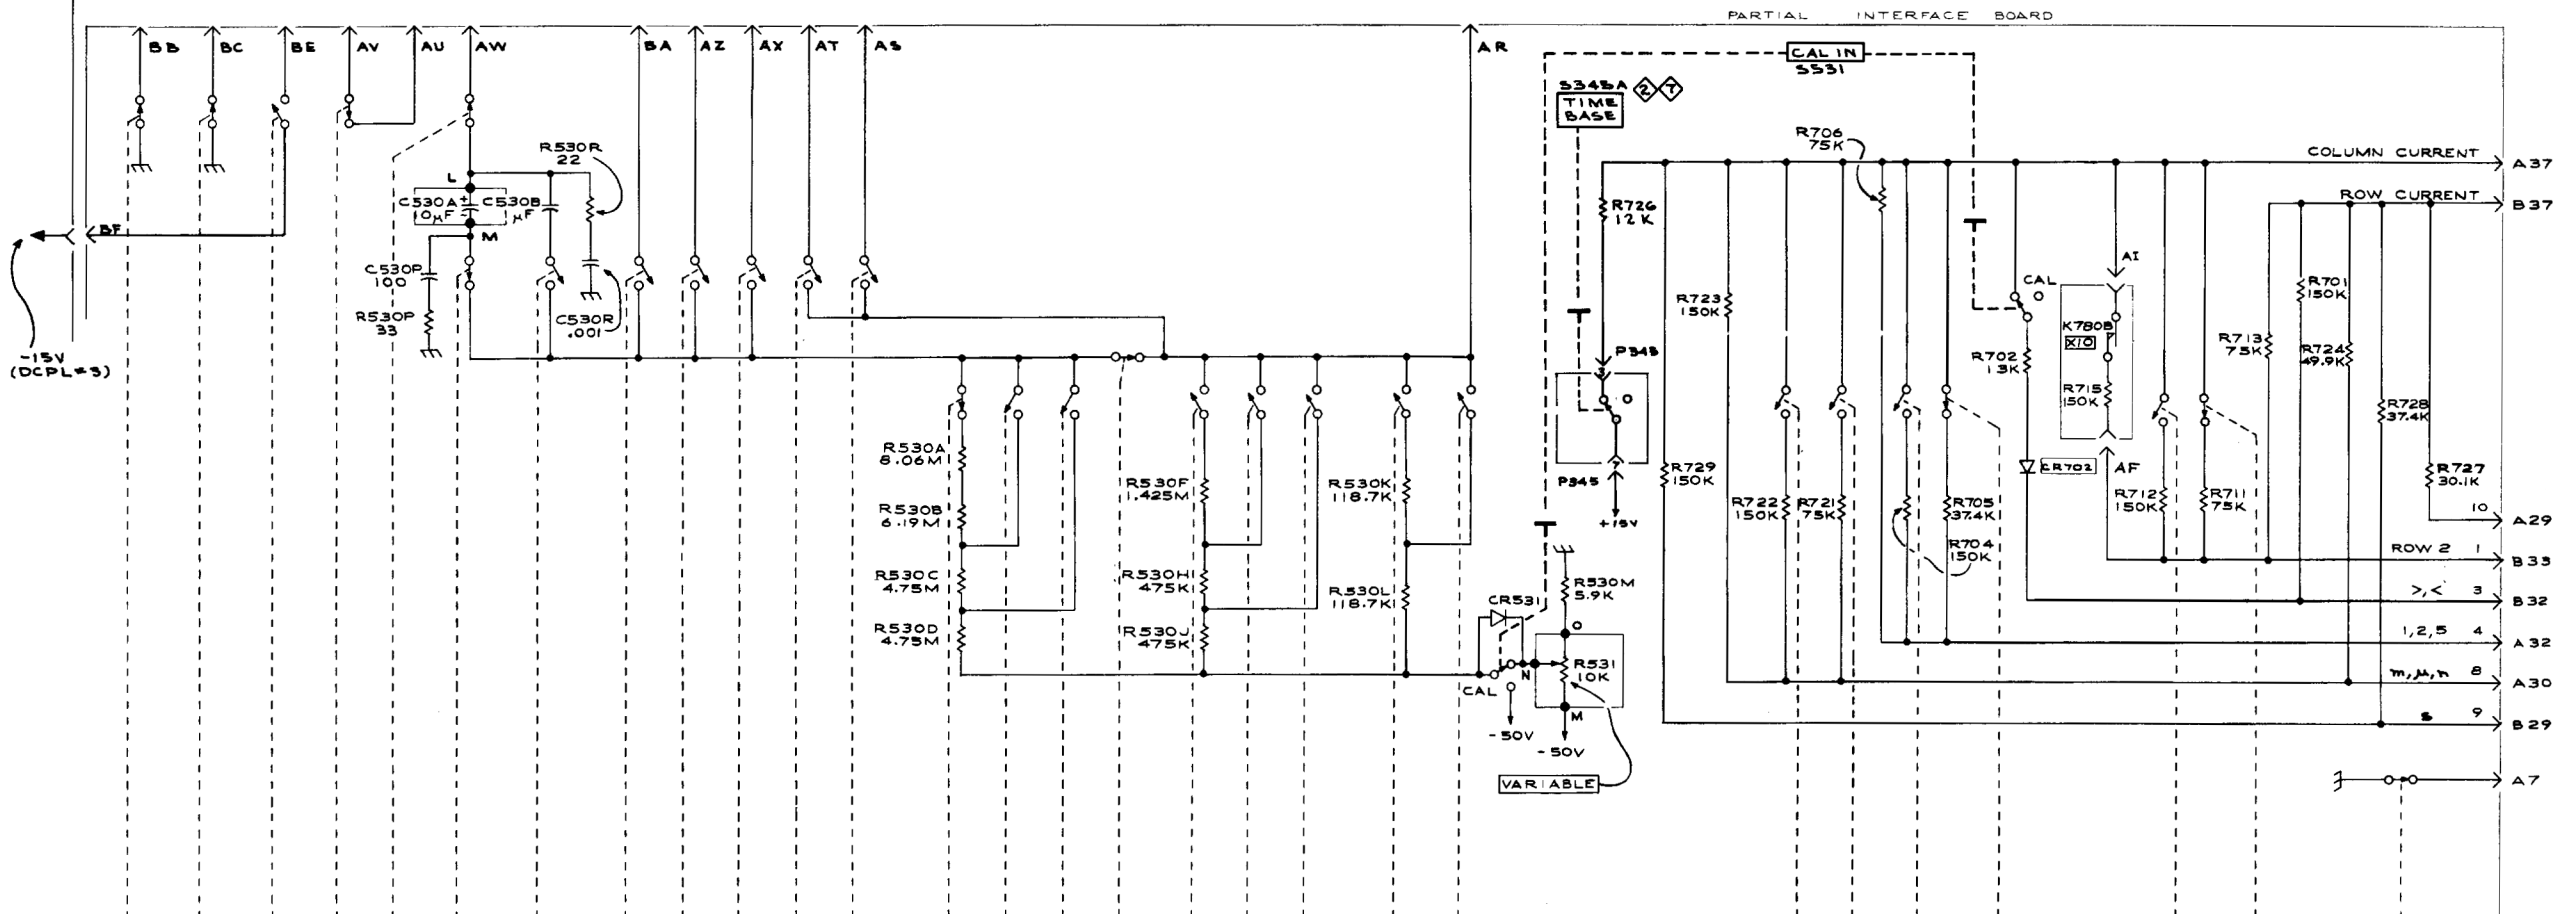 PARTIAL INTERFACE BOARD
BB
BC
BE
AV
AU
AW
BA
AZ
AX
AT
AS
AR
CAL IN
S531
S345A
2
7
TIME
BASE
R706
75K
R530R
22
COLUMN CURRENT
A37
ROW CURRENT
B37
L
C530A
+
10µF
-
C530B
µF
M
BF
R726
12K
C530P
100
R530P
33
C530R
.001
-15V
(DCPL#3)
R723
150K
CAL
AI
K780B
X10
R715
150K
AF
R702
13K
R701
150K
R713
75K
R724
49.9K
R728
37.4K
R727
30.1K
P343
3
7
P345
+15V
R729
150K
R722
150K
R721
75K
R704
150K
R705
37.4K
CR702
R712
150K
R711
75K
R530A
8.06M
R530B
6.19M
R530C
4.75M
R530D
4.75M
R530F
1.425M
R530H
475K
R530J
475K
R530K
118.7K
R530L
118.7K
R530M
5.9K
CR531
O
R531
10K
N
M
CAL
-50V
-50V
VARIABLE
10
A29
ROW 2 1
B33
>,< 3
B32
1,2,5 4
A32
m,µ,n 8
A30
s 9
B29
A7